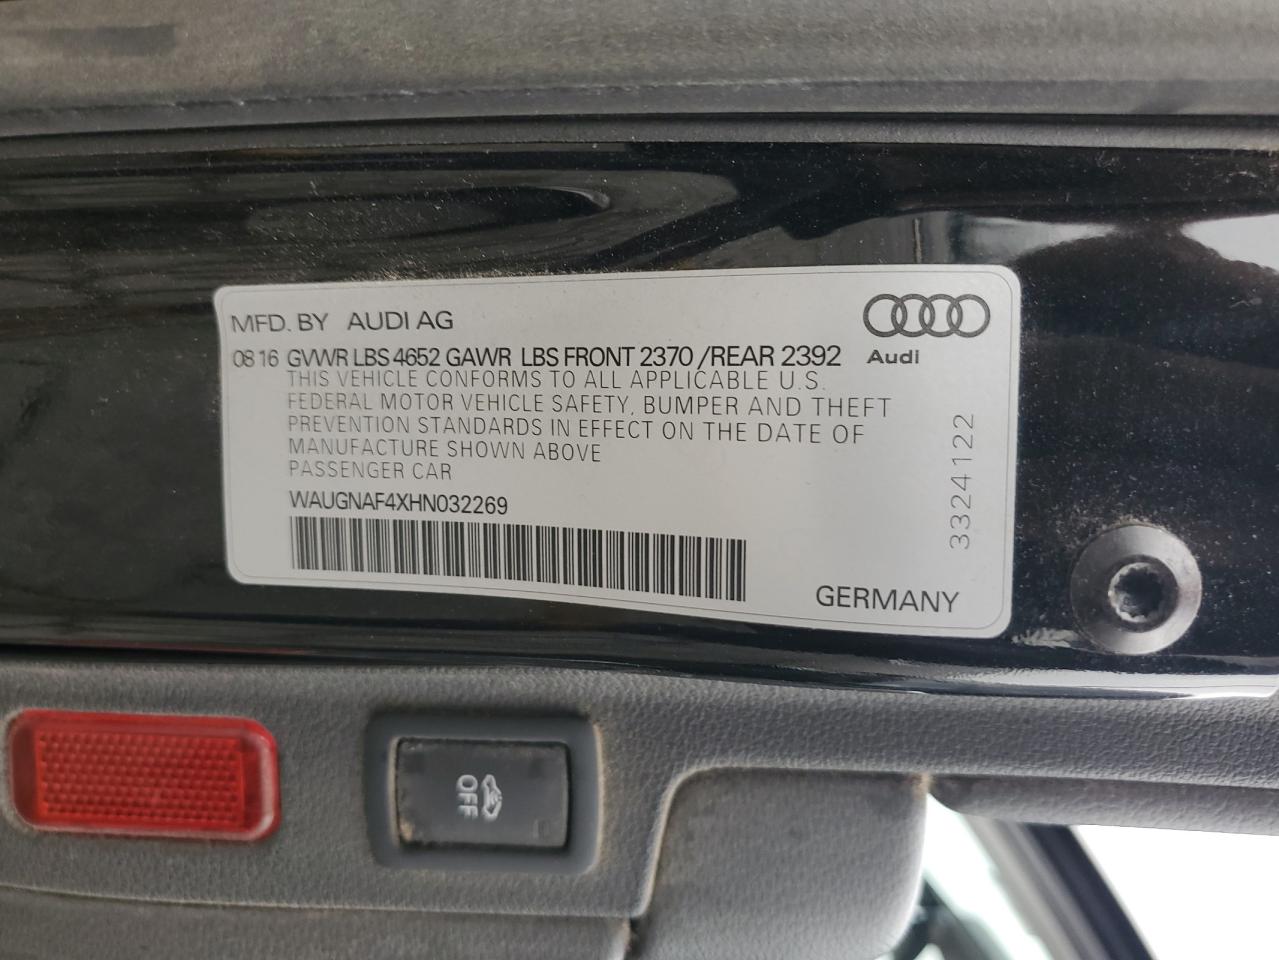 MFD. BY AUDI AG
Audi
08 16 GVWR LBS 4652 GAWR LBS FRONT 2370 /REAR 2392
THIS VEHICLE CONFORMS TO ALL APPLICABLE U.S.
FEDERAL MOTOR VEHICLE SAFETY, BUMPER AND THEFT
PREVENTION STANDARDS IN EFFECT ON THE DATE OF
MANUFACTURE SHOWN ABOVE
PASSENGER CAR
WAUGNAF4XHN032269
3324122
GERMANY
OFF